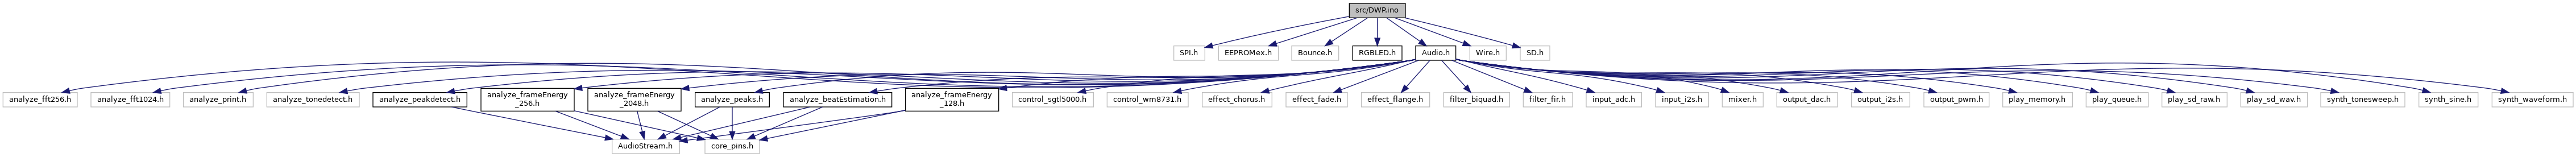 src/DWP.ino
SPI.h
EEPROMex.h
Bounce.h
RGBLED.h
Audio.h
Wire.h
SD.h
analyze_fft256.h
analyze_fft1024.h
analyze_print.h
analyze_tonedetect.h
analyze_peakdetect.h
analyze_frameEnergy
_256.h
analyze_frameEnergy
_2048.h
analyze_peaks.h
analyze_beatEstimation.h
analyze_frameEnergy
_128.h
control_sgtl5000.h
control_wm8731.h
effect_chorus.h
effect_fade.h
effect_flange.h
filter_biquad.h
filter_fir.h
input_adc.h
input_i2s.h
mixer.h
output_dac.h
output_i2s.h
output_pwm.h
play_memory.h
play_queue.h
play_sd_raw.h
play_sd_wav.h
synth_tonesweep.h
synth_sine.h
synth_waveform.h
AudioStream.h
core_pins.h